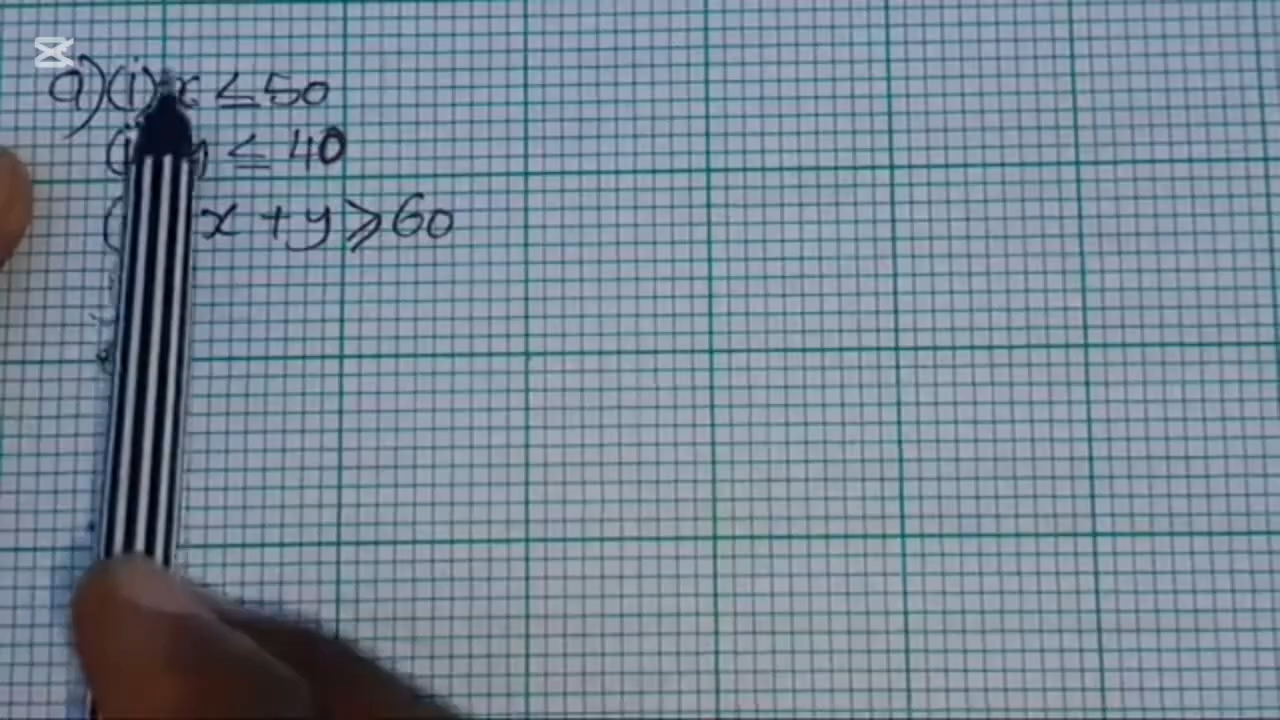 a)(i) x ≤ 50
y ≤ 40
x + y ⩾ 60